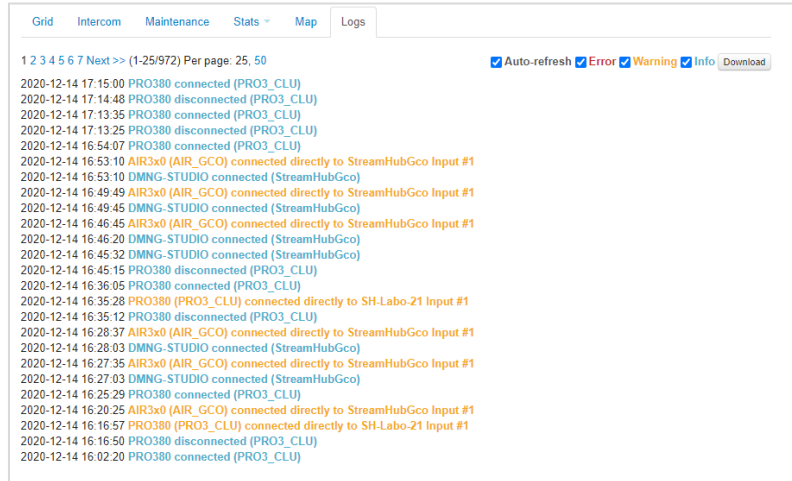 Grid Intercom Maintenance Stats Map Logs
1 2 3 4 5 6 7 Next >> (1-25/972) Per page: 25, 50 Auto-refresh Error Warning Info Download
2020-12-14 17:15:00 PRO380 connected (PRO3_CLU)
2020-12-14 17:14:48 PRO380 disconnected (PRO3_CLU)
2020-12-14 17:13:35 PRO380 connected (PRO3_CLU)
2020-12-14 17:13:25 PRO380 disconnected (PRO3_CLU)
2020-12-14 16:54:07 PRO380 connected (PRO3_CLU)
2020-12-14 16:53:10 AIR3x0 (AIR_GCO) connected directly to StreamHubGco Input #1
2020-12-14 16:53:10 DMNG-STUDIO connected (StreamHubGco)
2020-12-14 16:49:49 AIR3x0 (AIR_GCO) connected directly to StreamHubGco Input #1
2020-12-14 16:49:45 DMNG-STUDIO connected (StreamHubGco)
2020-12-14 16:46:45 AIR3x0 (AIR_GCO) connected directly to StreamHubGco Input #1
2020-12-14 16:46:20 DMNG-STUDIO connected (StreamHubGco)
2020-12-14 16:45:32 DMNG-STUDIO connected (StreamHubGco)
2020-12-14 16:45:15 PRO380 disconnected (PRO3_CLU)
2020-12-14 16:36:05 PRO380 connected (PRO3_CLU)
2020-12-14 16:35:28 PRO380 (PRO3_CLU) connected directly to SH-Labo-21 Input #1
2020-12-14 16:35:12 PRO380 disconnected (PRO3_CLU)
2020-12-14 16:28:37 AIR3x0 (AIR_GCO) connected directly to StreamHubGco Input #1
2020-12-14 16:28:03 DMNG-STUDIO connected (StreamHubGco)
2020-12-14 16:27:35 AIR3x0 (AIR_GCO) connected directly to StreamHubGco Input #1
2020-12-14 16:27:03 DMNG-STUDIO connected (StreamHubGco)
2020-12-14 16:25:29 PRO380 connected (PRO3_CLU)
2020-12-14 16:20:25 AIR3x0 (AIR_GCO) connected directly to StreamHubGco Input #1
2020-12-14 16:16:57 PRO380 (PRO3_CLU) connected directly to SH-Labo-21 Input #1
2020-12-14 16:16:50 PRO380 disconnected (PRO3_CLU)
2020-12-14 16:02:20 PRO380 connected (PRO3_CLU)